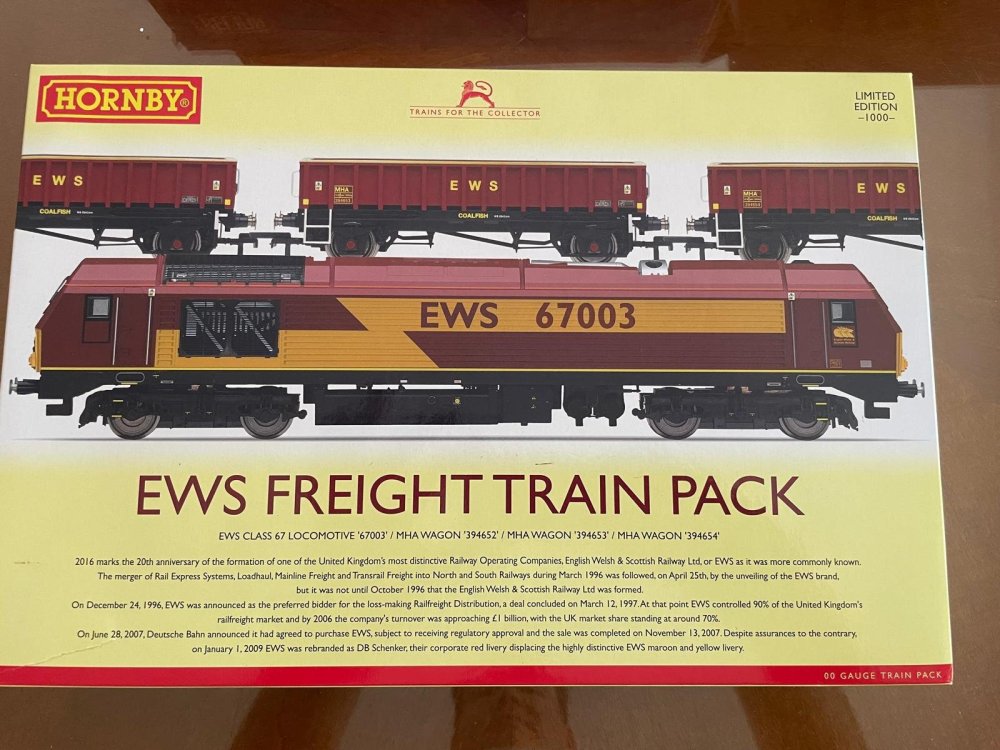 HORNBY®
TRAINS FOR THE COLLECTOR
LIMITED
EDITION
–1000–
EWS
COALFISH
MHA
394653
EWS
COALFISH
MHA
394654
EWS
COALFISH
EWS 67003
EWS FREIGHT TRAIN PACK
EWS CLASS 67 LOCOMOTIVE '67003' / MHA WAGON '394652' / MHA WAGON '394653' / MHA WAGON '394654'
2016 marks the 20th anniversary of the formation of one of the United Kingdom's most distinctive Railway Operating Companies, English Welsh & Scottish Railway Ltd, or EWS as it was more commonly known.
The merger of Rail Express Systems, Loadhaul, Mainline Freight and Transrail Freight into North and South Railways during March 1996 was followed, on April 25th, by the unveiling of the EWS brand,
but it was not until October 1996 that the English Welsh & Scottish Railway Ltd was formed.
On December 24, 1996, EWS was announced as the preferred bidder for the loss-making Railfreight Distribution, a deal concluded on March 12, 1997. At that point EWS controlled 90% of the United Kingdom's
railfreight market and by 2006 the company's turnover was approaching £1 billion, with the UK market share standing at around 70%.
On June 28, 2007, Deutsche Bahn announced it had agreed to purchase EWS, subject to receiving regulatory approval and the sale was completed on November 13, 2007. Despite assurances to the contrary,
on January 1, 2009 EWS was rebranded as DB Schenker, their corporate red livery displacing the highly distinctive EWS maroon and yellow livery.
00 GAUGE TRAIN PACK